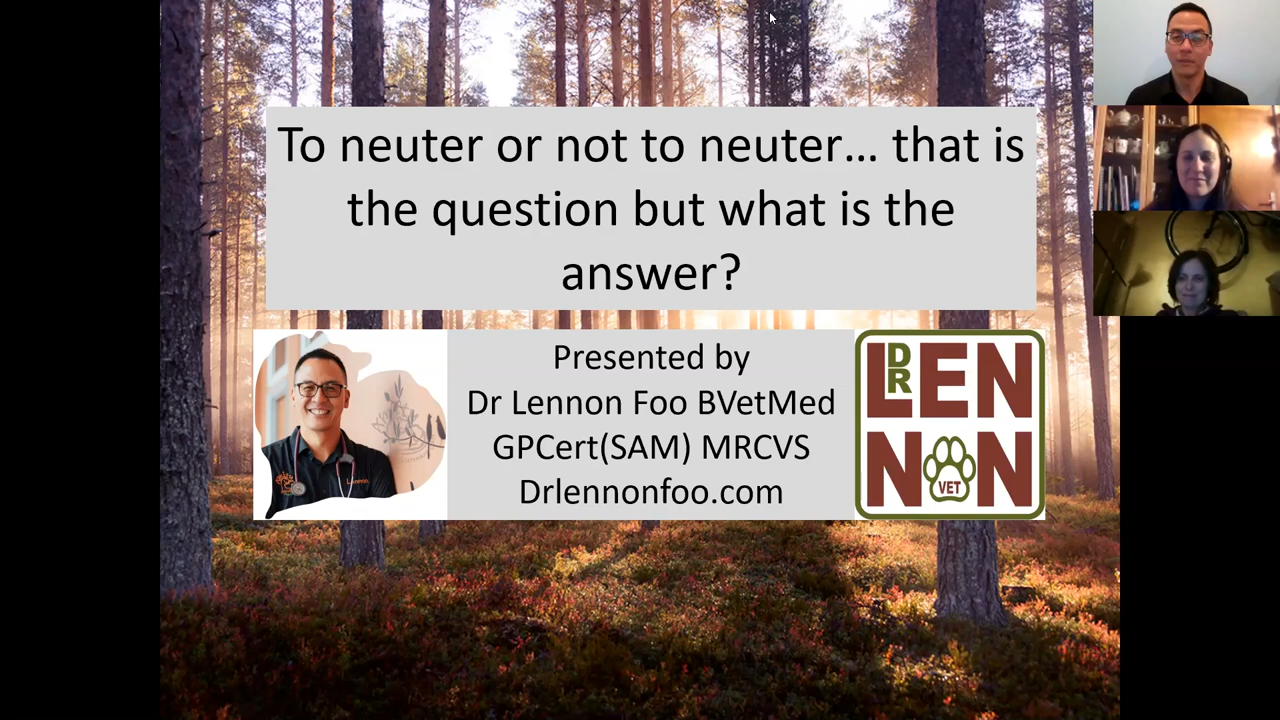 To neuter or not to neuter… that is
the question but what is the
answer?
Presented by
Dr Lennon Foo BVetMed
GPCert(SAM) MRCVS
Drlennonfoo.com
DR
LEN
NON
VET